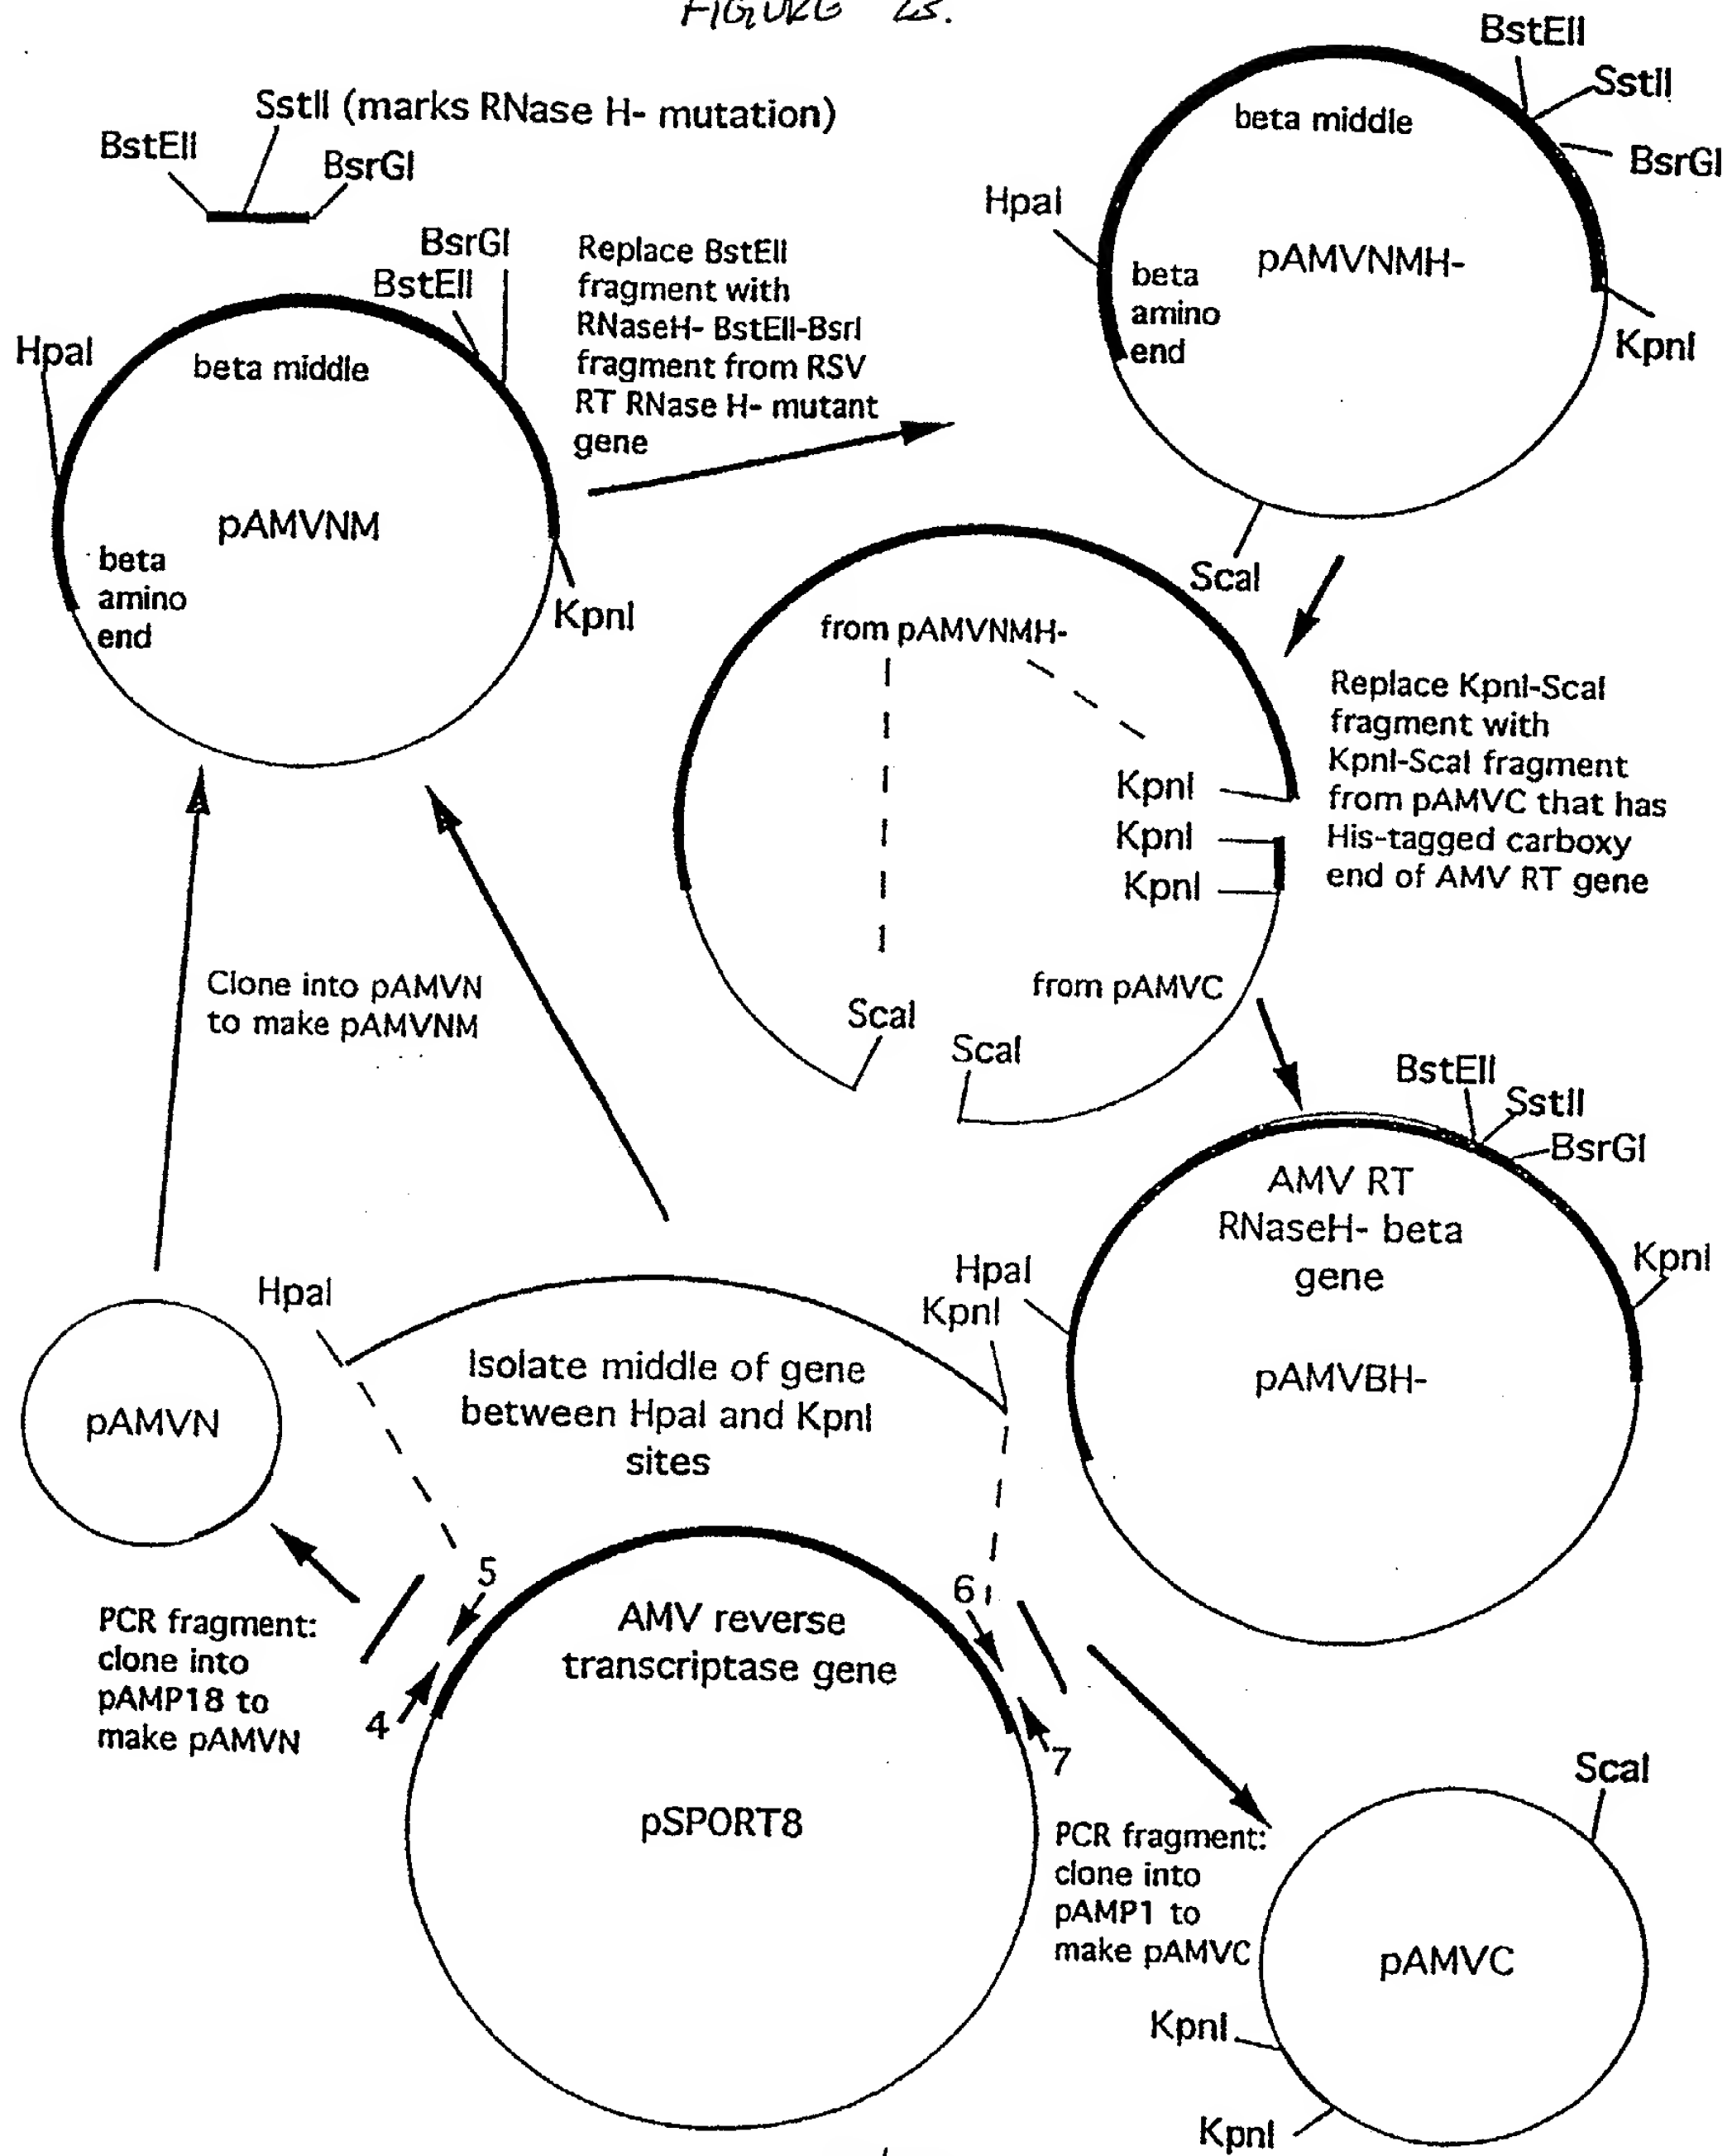 FIGURE
BstEII
SstII
BsrGI
beta middle
HpaI
pAMVNMH-
beta
amino
end
KpnI
ScaI
SstII (marks RNase H- mutation)
BstEII
BsrGI
BsrGI
BstEII
HpaI
beta middle
pAMVNM
beta
amino
end
KpnI
Replace BstEII
fragment with
RNaseH- BstEII-BsrI
fragment from RSV
RT RNase H- mutant
gene
from pAMVNMH-
KpnI
KpnI
KpnI
ScaI
ScaI
from pAMVC
Replace KpnI-ScaI
fragment with
KpnI-ScaI fragment
from pAMVC that has
His-tagged carboxy
end of AMV RT gene
Clone into pAMVN
to make pAMVNM
BstEII
SstII
BsrGI
AMV RT
RNaseH- beta
gene
HpaI
KpnI
pAMVBH-
HpaI
KpnI
Isolate middle of gene
between HpaI and KpnI
sites
pAMVN
PCR fragment:
clone into
pAMP18 to
make pAMVN
5
4
6
7
AMV reverse
transcriptase gene
pSPORT8
PCR fragment:
clone into
pAMP1 to
make pAMVC
ScaI
pAMVC
KpnI
KpnI